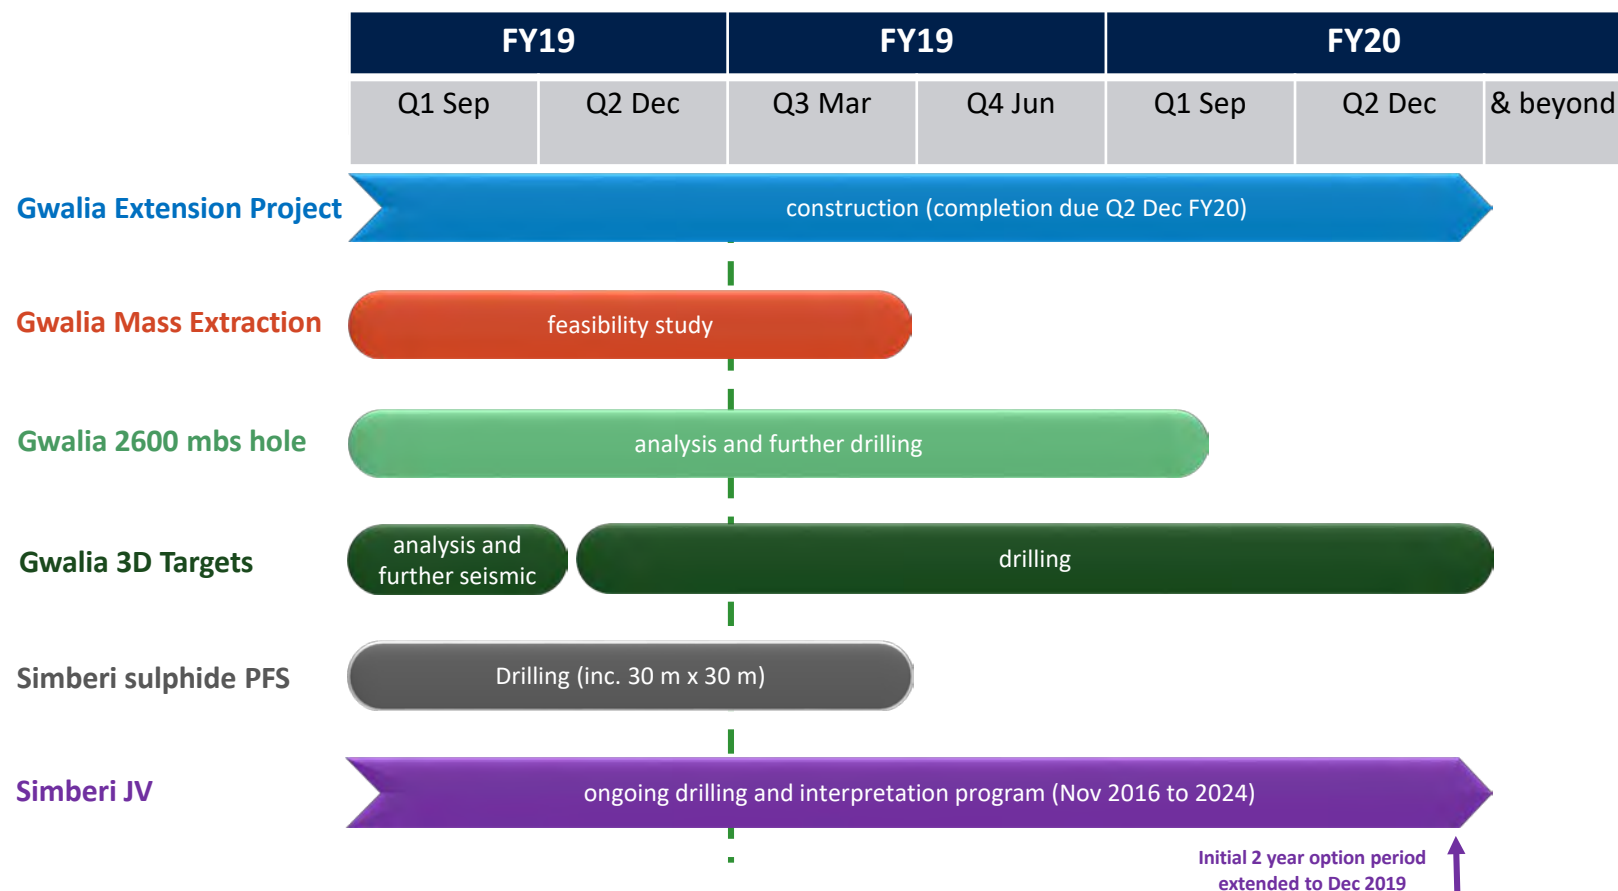 FY19 FY19 FY20
Q1 Sep Q2 Dec Q3 Mar Q4 Jun Q1 Sep Q2 Dec & beyond
Gwalia Extension Project construction (completion due Q2 Dec FY20)
Gwalia Mass Extraction feasibility study
Gwalia 2600 mbs hole analysis and further drilling
Gwalia 3D Targets
analysis and
further seismic
drilling
Simberi sulphide PFS Drilling (inc. 30 m x 30 m)
Simberi JV ongoing drilling and interpretation program (Nov 2016 to 2024)
Initial 2 year option period
extended to Dec 2019